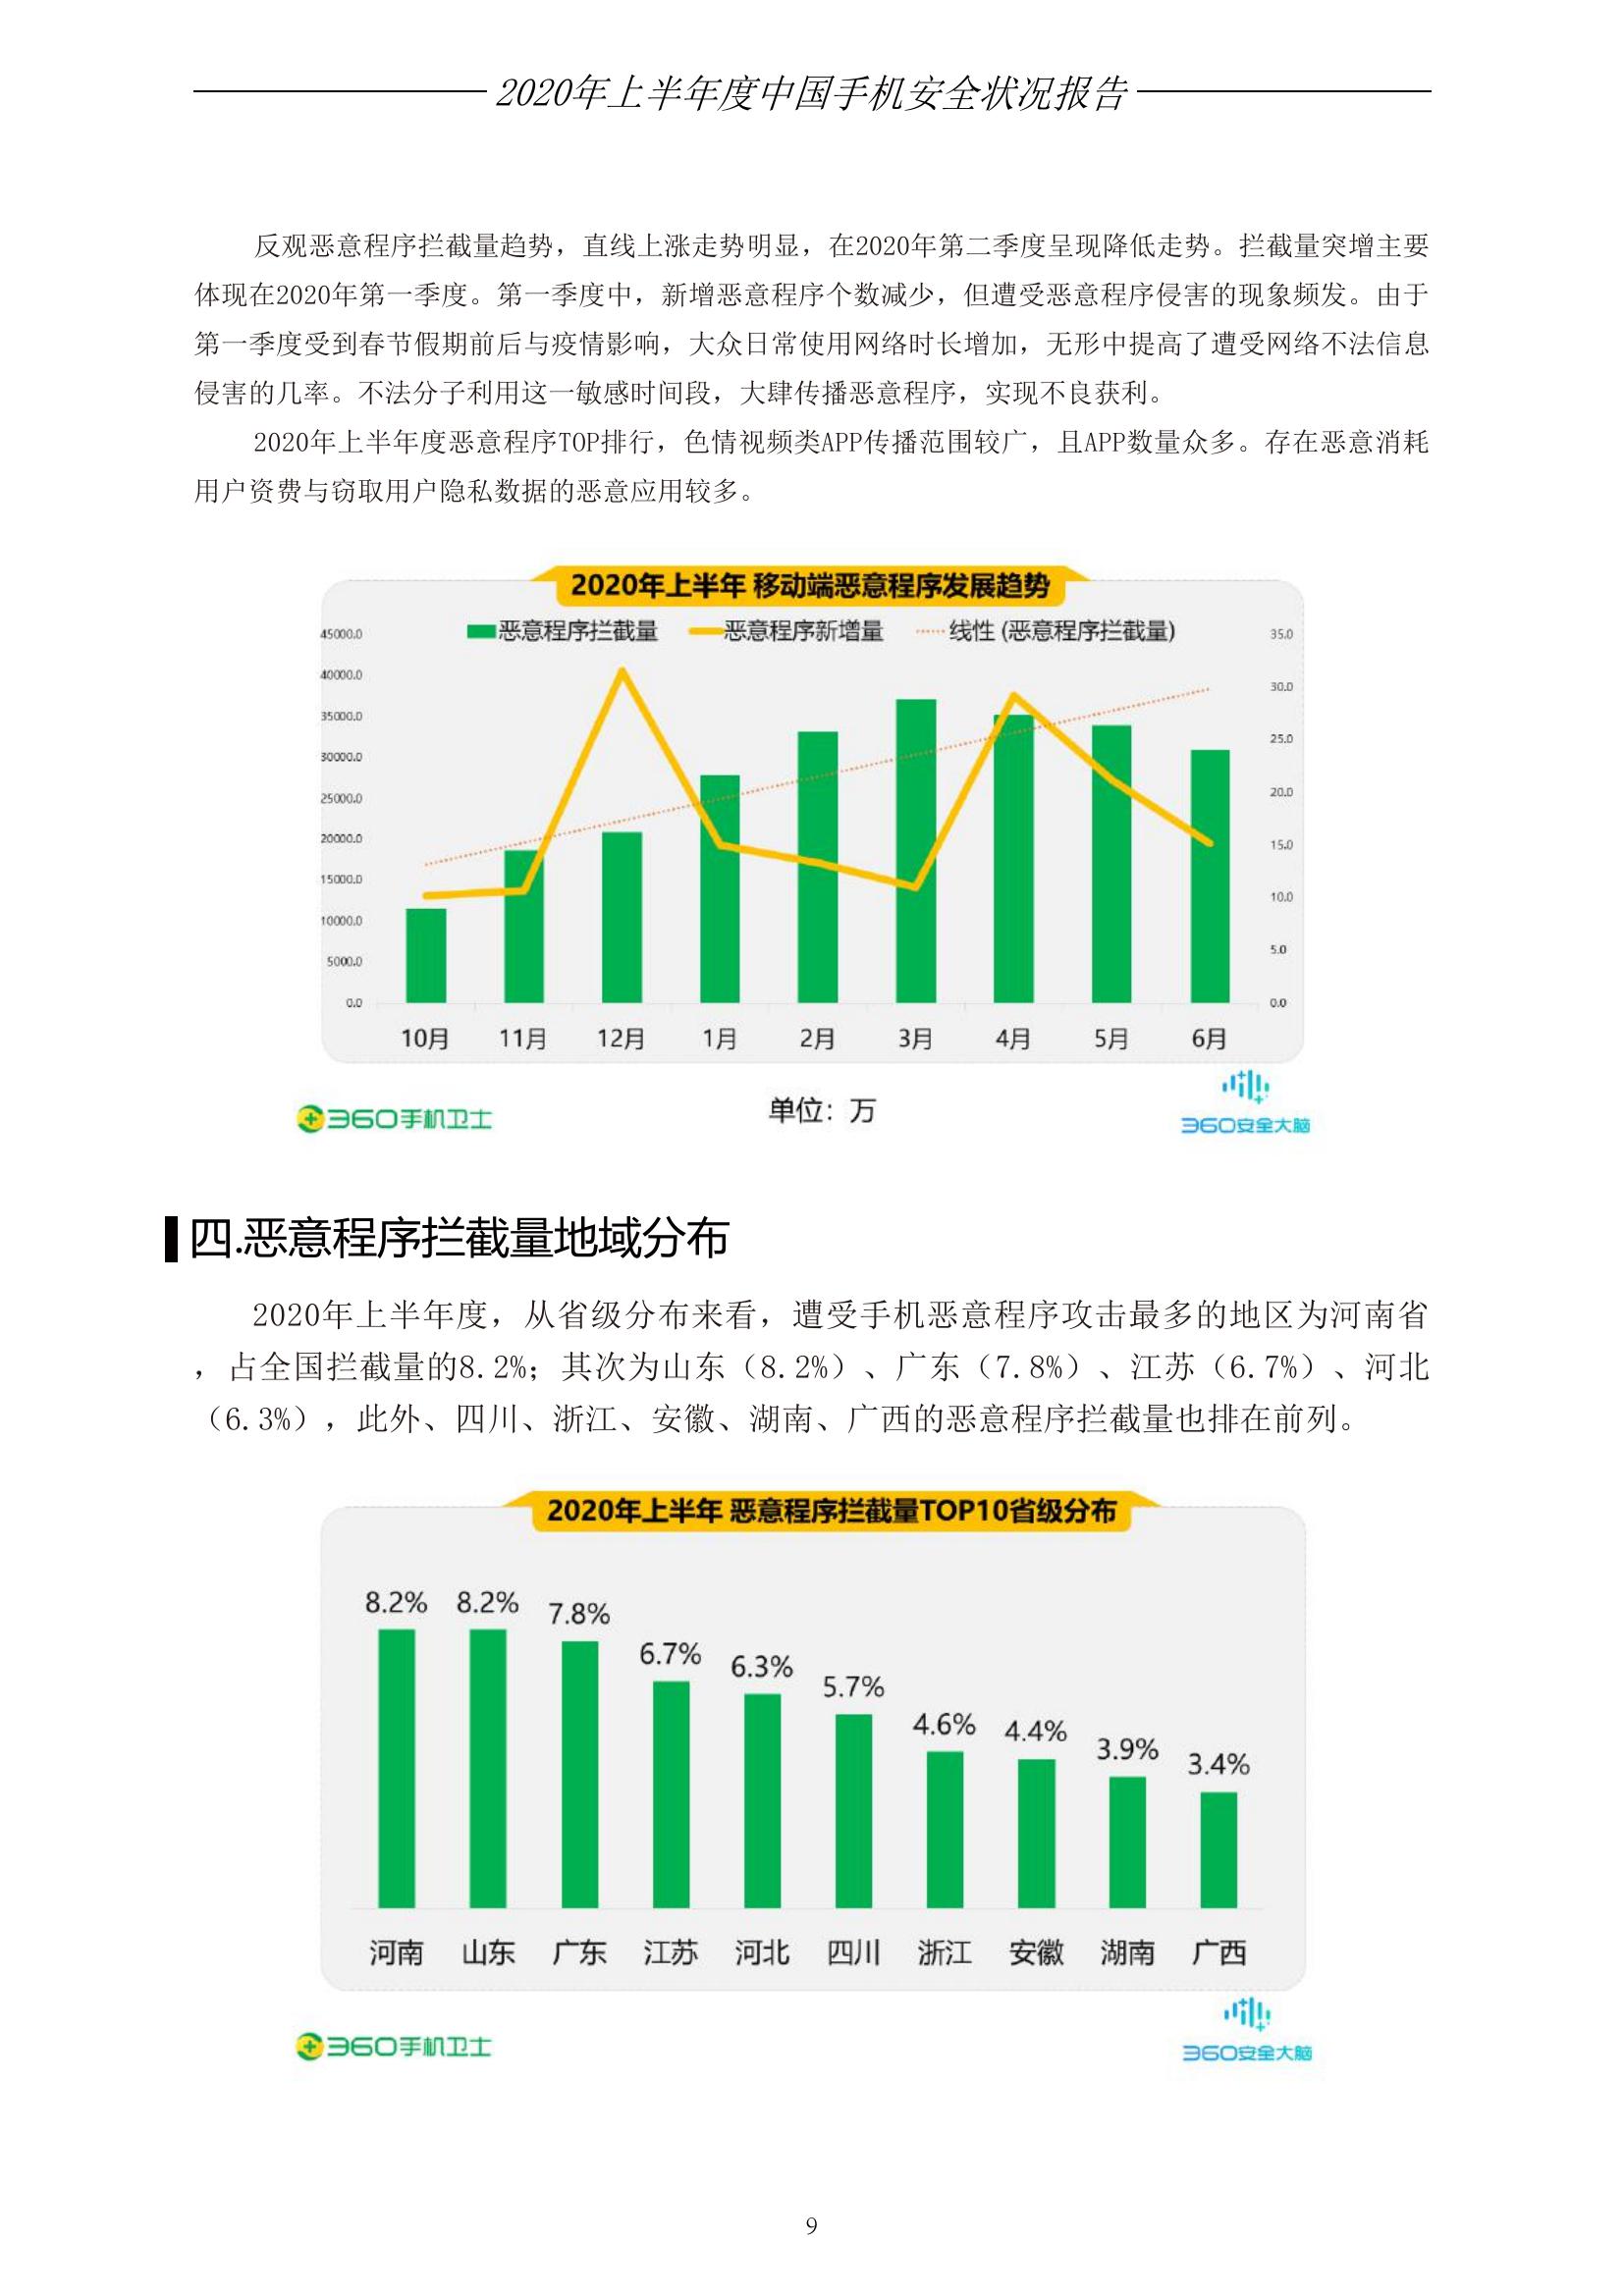 2020年上半年度中国手机安全状况报告
反观恶意程序拦截量趋势，直线上涨走势明显，在2020年第二季度呈现降低走势。拦截量突增主要
体现在2020年第一季度。第一季度中，新增恶意程序个数减少，但遭受恶意程序侵害的现象频发。由于
第一季度受到春节假期前后与疫情影响，大众日常使用网络时长增加，无形中提高了遭受网络不法信息
侵害的几率。不法分子利用这一敏感时间段，大肆传播恶意程序，实现不良获利。
2020年上半年度恶意程序TOP排行，色情视频类APP传播范围较广，且APP数量众多。存在恶意消耗
用户资费与窃取用户隐私数据的恶意应用较多。
2020年上半年 移动端恶意程序发展趋势
恶意程序拦截量 恶意程序新增量 线性 (恶意程序拦截量)
45000.0 35.0
40000.0 30.0
35000.0 25.0
30000.0 20.0
25000.0 15.0
20000.0 10.0
15000.0 5.0
10000.0 0.0
5000.0
0.0
10月 11月 12月 1月 2月 3月 4月 5月 6月
360手机卫士 单位：万 360安全大脑
四.恶意程序拦截量地域分布
2020年上半年度，从省级分布来看，遭受手机恶意程序攻击最多的地区为河南省
，占全国拦截量的8.2%；其次为山东（8.2%）、广东（7.8%）、江苏（6.7%）、河北
（6.3%），此外、四川、浙江、安徽、湖南、广西的恶意程序拦截量也排在前列。
2020年上半年 恶意程序拦截量TOP10省级分布
8.2% 8.2% 7.8% 6.7% 6.3% 5.7% 4.6% 4.4% 3.9% 3.4%
河南 山东 广东 江苏 河北 四川 浙江 安徽 湖南 广西
360手机卫士 360安全大脑
9